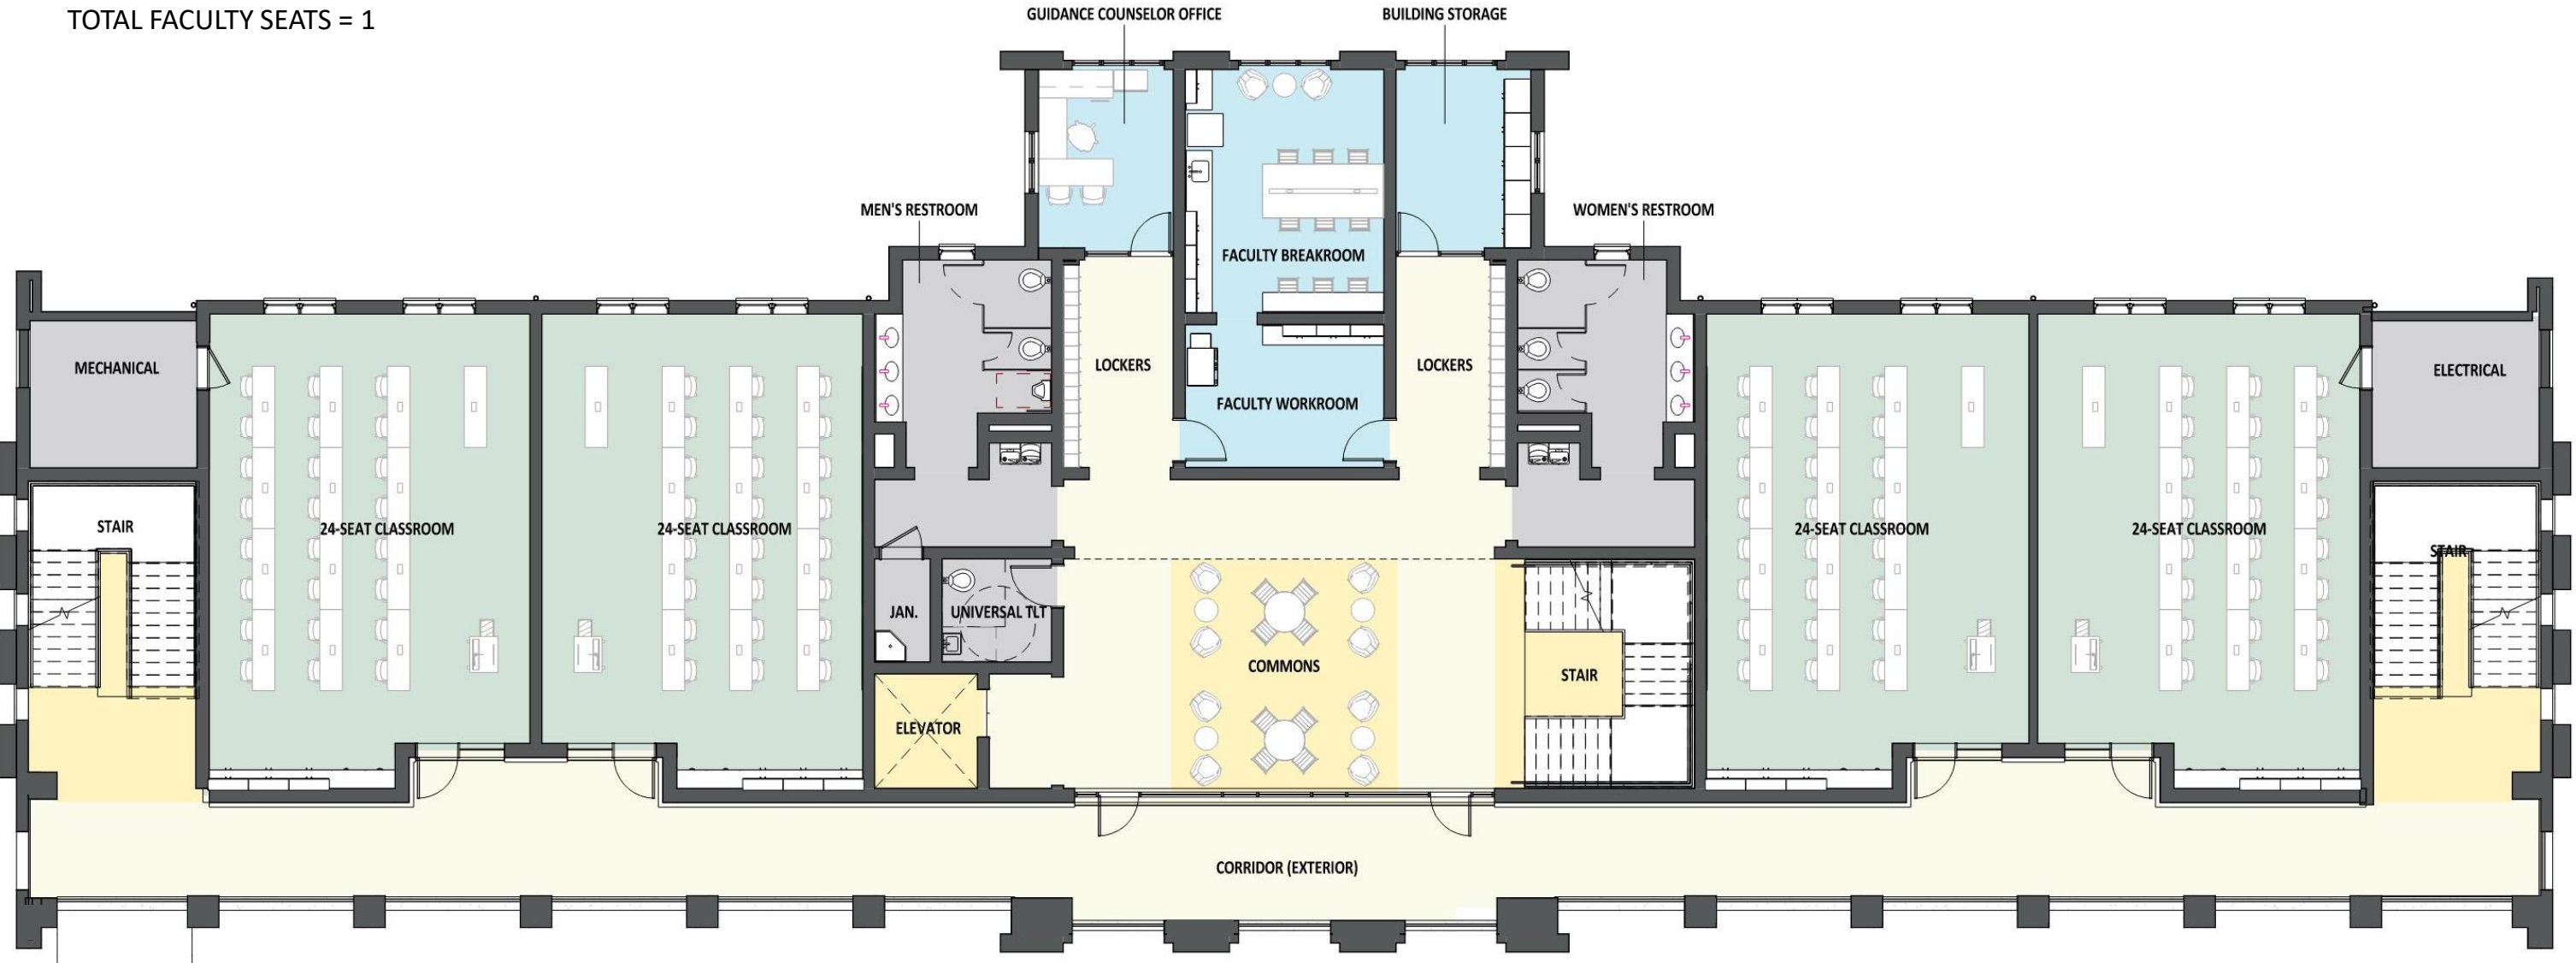 TOTAL FACULTY SEATS = 1
GUIDANCE COUNSELOR OFFICE
BUILDING STORAGE
MEN'S RESTROOM
WOMEN'S RESTROOM
FACULTY BREAKROOM
MECHANICAL
LOCKERS
LOCKERS
ELECTRICAL
FACULTY WORKROOM
STAIR
24-SEAT CLASSROOM
24-SEAT CLASSROOM
24-SEAT CLASSROOM
24-SEAT CLASSROOM
STAIR
JAN.
UNIVERSAL TLT
COMMONS
STAIR
ELEVATOR
CORRIDOR (EXTERIOR)